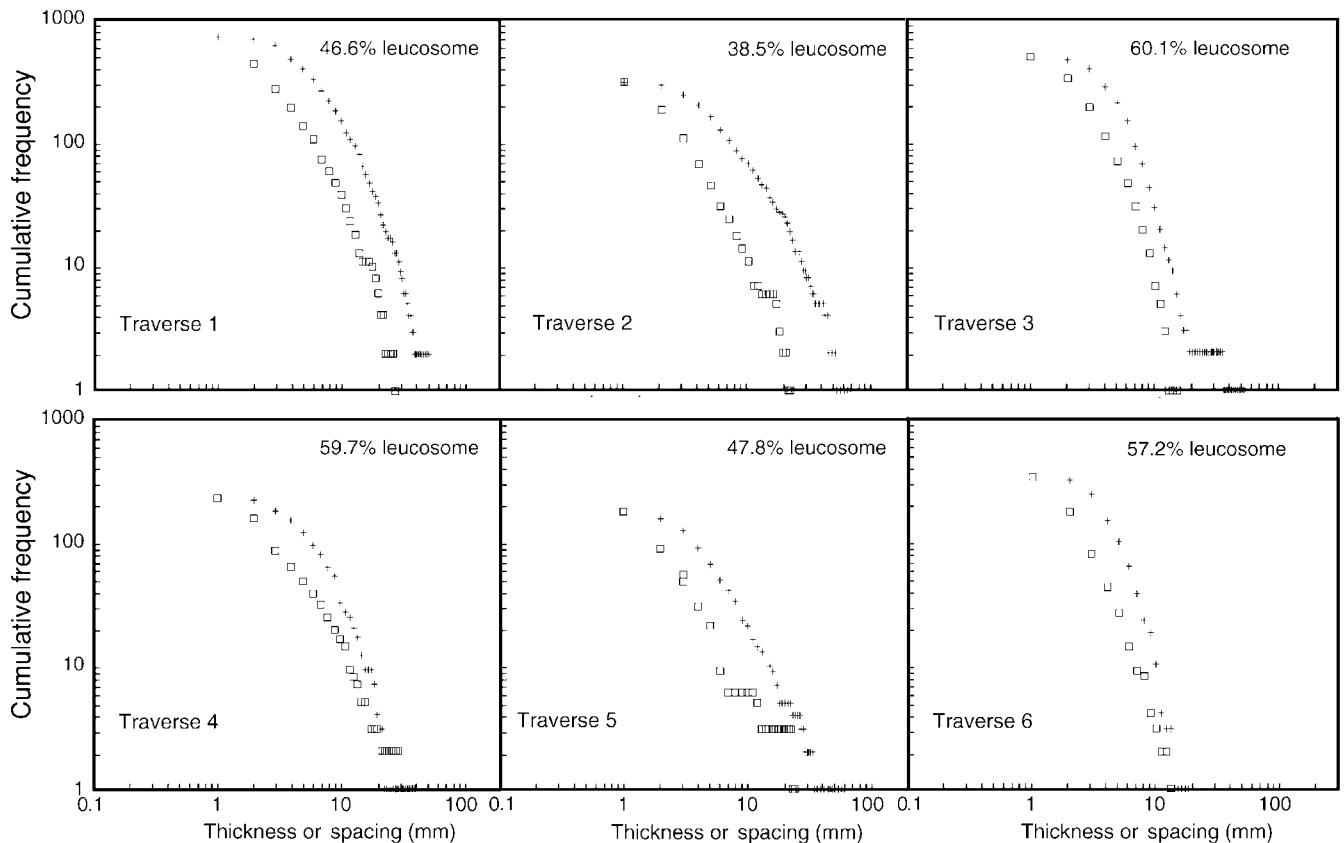 1000
100
10
1
Cumulative frequency
46.6% leucosome
Traverse 1
38.5% leucosome
Traverse 2
60.1% leucosome
Traverse 3
1000
100
10
1
Cumulative frequency
59.7% leucosome
Traverse 4
47.8% leucosome
Traverse 5
57.2% leucosome
Traverse 6
0.1 1 10 100 0.1 1 10 100 0.1 1 10 100
Thickness or spacing (mm) Thickness or spacing (mm) Thickness or spacing (mm)